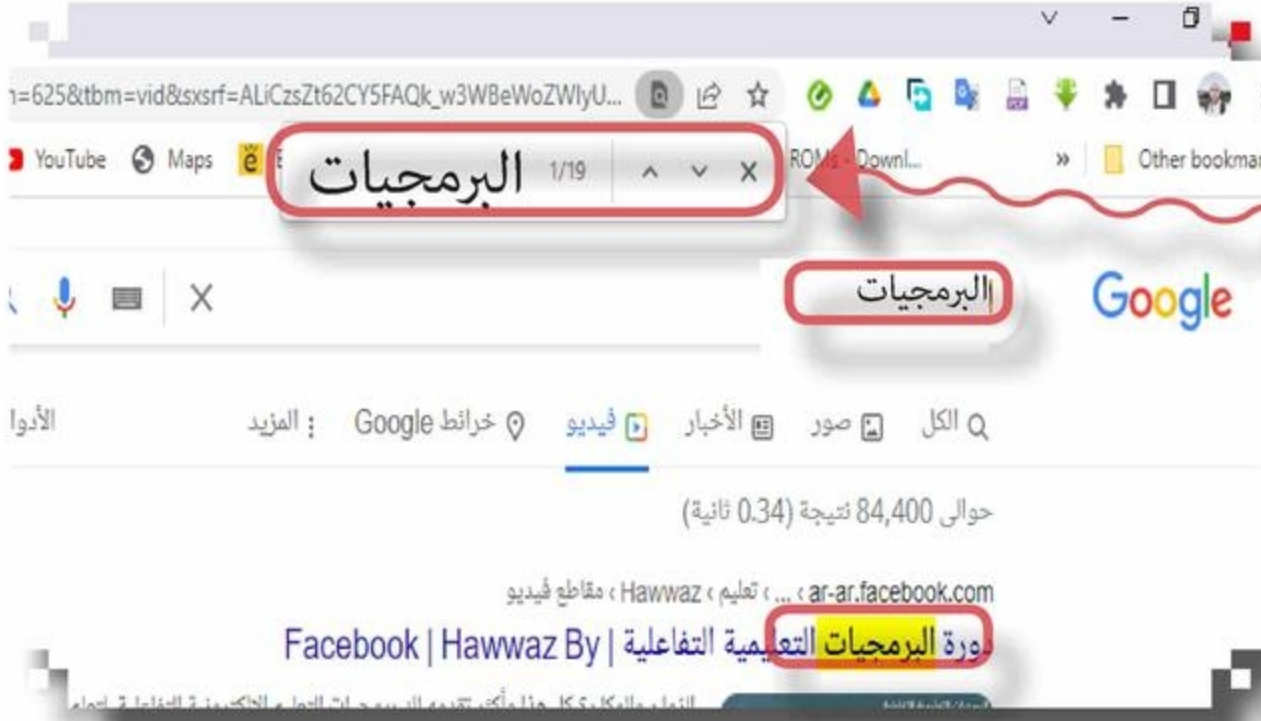 n=625&tbm=vid&sxsrf=ALiCzsZt62CY5FAQk_w3WBeWoZWlyU...
YouTube Maps ROMs - Downl... » Other bookmar
البرمجيات 1/19
البرمجيات Google
الكل صور الأخبار فيديو خرائط Google المزيد الأدوا
حوالى 84,400 نتيجة (0.34 ثانية)
ar-ar.facebook.com › ... › تعليم › Hawwaz › مقاطع فيديو
دورة البرمجيات التعليمية التفاعلية | Facebook | Hawwaz By